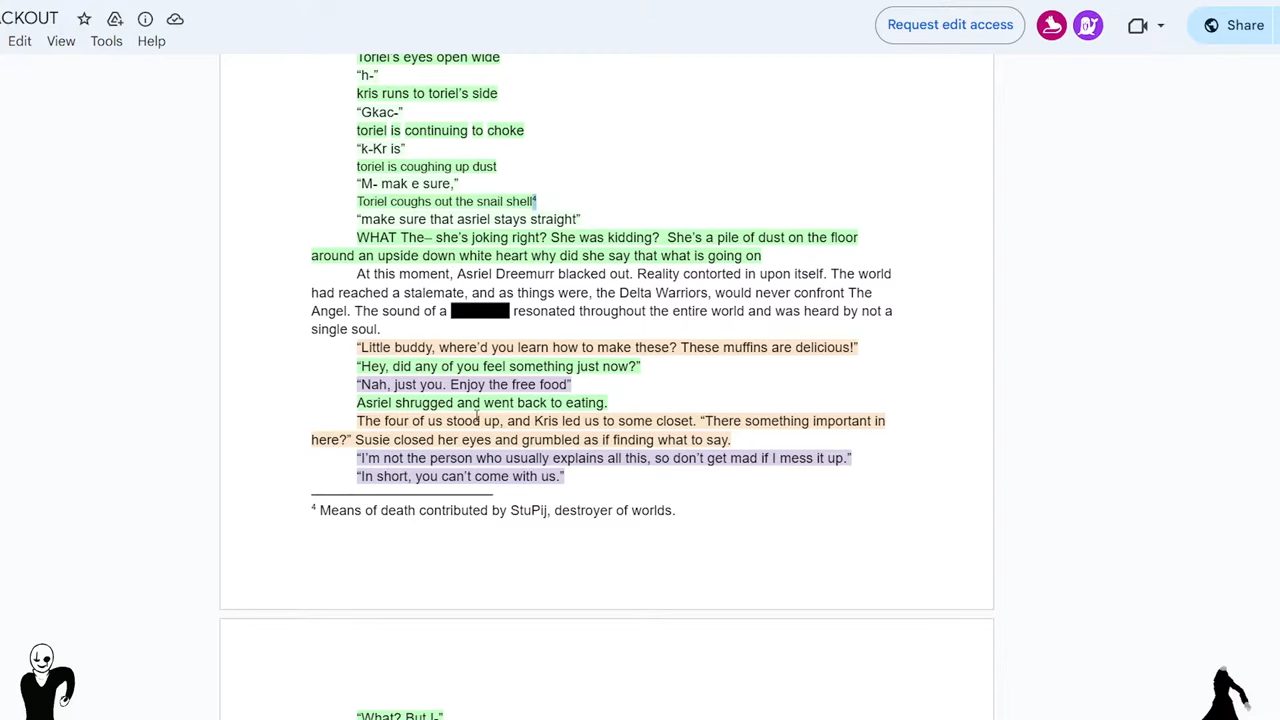 CKOUT
Edit View Tools Help
Request edit access
Share
Toriel's eyes open wide
“h-”
kris runs to toriel's side
“Gkac-”
toriel is continuing to choke
“k-Kr is”
toriel is coughing up dust
“M- mak e sure,”
Toriel coughs out the snail shell4
“make sure that asriel stays straight”
WHAT The– she's joking right? She was kidding? She's a pile of dust on the floor
around an upside down white heart why did she say that what is going on
At this moment, Asriel Dreemurr blacked out. Reality contorted in upon itself. The world
had reached a stalemate, and as things were, the Delta Warriors, would never confront The
Angel. The sound of a resonated throughout the entire world and was heard by not a
single soul.
“Little buddy, where'd you learn how to make these? These muffins are delicious!”
“Hey, did any of you feel something just now?”
“Nah, just you. Enjoy the free food”
Asriel shrugged and went back to eating.
The four of us stood up, and Kris led us to some closet. “There something important in
here?” Susie closed her eyes and grumbled as if finding what to say.
“I'm not the person who usually explains all this, so don't get mad if I mess it up.”
“In short, you can't come with us.”
4 Means of death contributed by StuPij, destroyer of worlds.
“What? But I-”